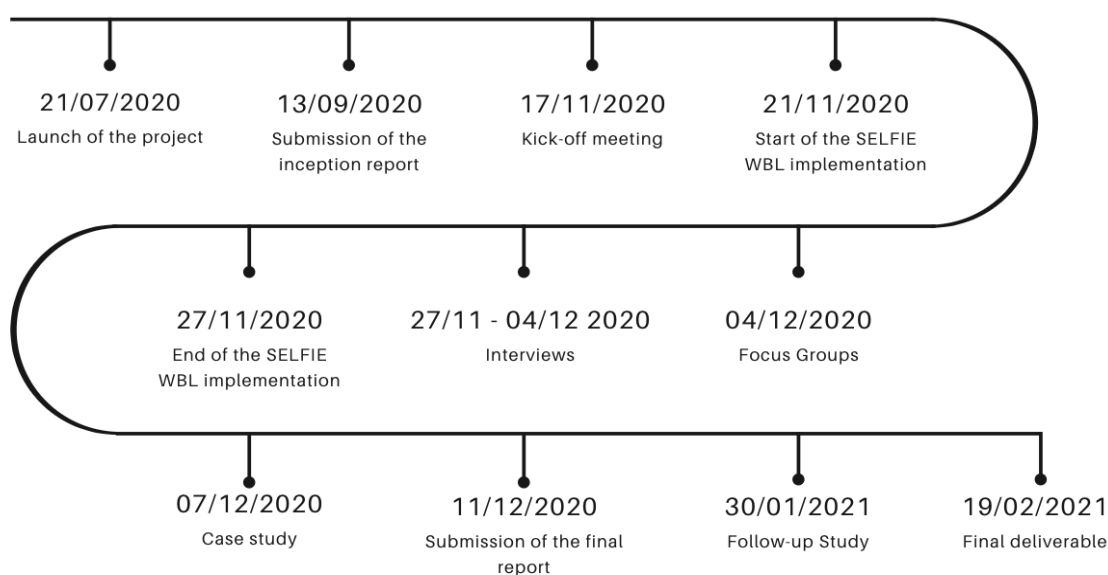 21/07/2020
Launch of the project
13/09/2020
Submission of the
inception report
17/11/2020
Kick-off meeting
21/11/2020
Start of the SELFIE
WBL implementation
27/11/2020
End of the SELFIE
WBL implementation
27/11 - 04/12 2020
Interviews
04/12/2020
Focus Groups
07/12/2020
Case study
11/12/2020
Submission of the final
report
30/01/2021
Follow-up Study
19/02/2021
Final deliverable